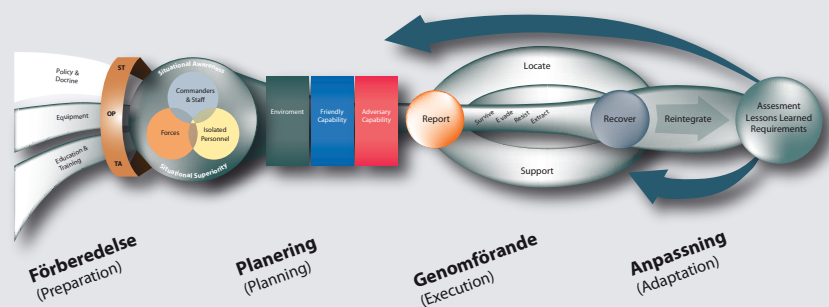 Policy &
Doctrine
Equipment
Education &
Training
ST
OP
TA
Situational Awareness
Commanders
& Staff
Forces
Isolated
Personnel
Situational Superiority
Enviroment
Friendly
Capability
Adversary
Capability
Report
Locate
Survive
Evade
Resist
Extract
Support
Recover
Reintegrate
Assesment
Lessons Learned
Requirements
Förberedelse
(Preparation)
Planering
(Planning)
Genomförande
(Execution)
Anpassning
(Adaptation)